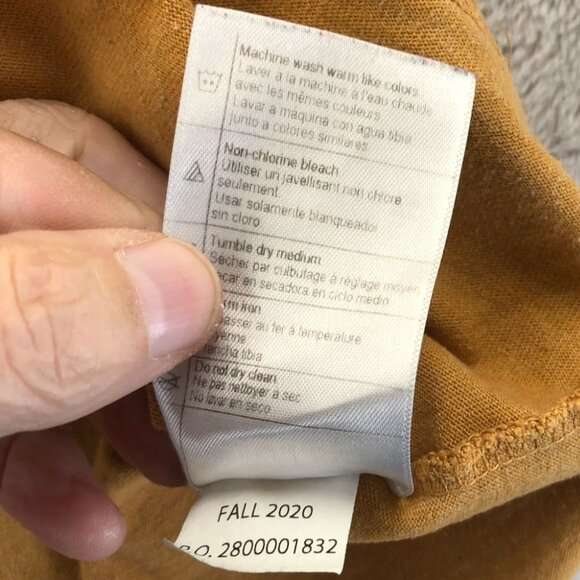 Machine wash warm like colors
Laver à la machine à l'eau chaude
avec les mêmes couleurs
Lavar a máquina con agua tibia
junto a colores similares
Non-chlorine bleach
Utiliser un javellisant non chlore
seulement
Usar solamente blanqueador
sin cloro
Tumble dry medium
Sécher par culbutage à réglage moyen
secar en secadora en ciclo medio
iron
au fer à température
tibia
Do not dry clean
Ne pas nettoyer à sec
No lavar en seco
FALL 2020
P.O. 2800001832